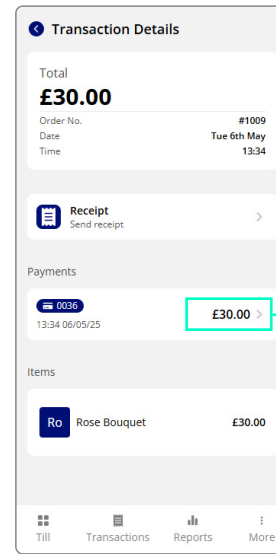 Transaction Details
Total
£30.00
Order No. #1009
Date Tue 6th May
Time 13:34
Receipt
Send receipt
Payments
0036
£30.00
13:34 06/05/25
Items
Ro Rose Bouquet £30.00
Till Transactions Reports More